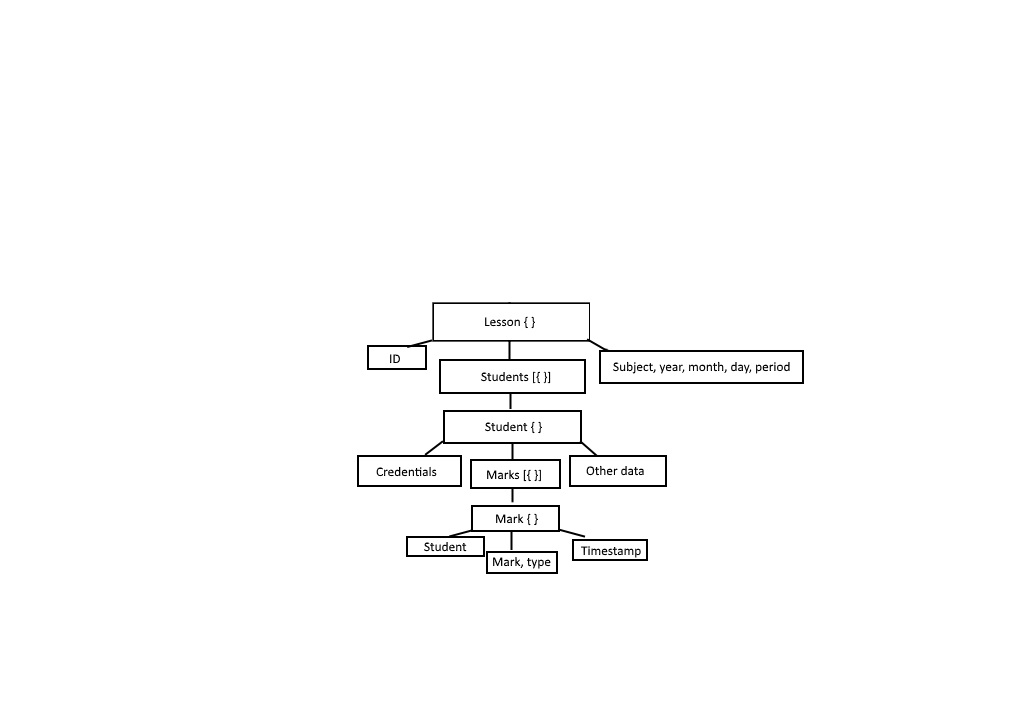 Lesson { }
ID
Subject, year, month, day, period
Students [{ }]
Student { }
Credentials
Marks [{ }]
Other data
Mark { }
Student
Mark, type
Timestamp